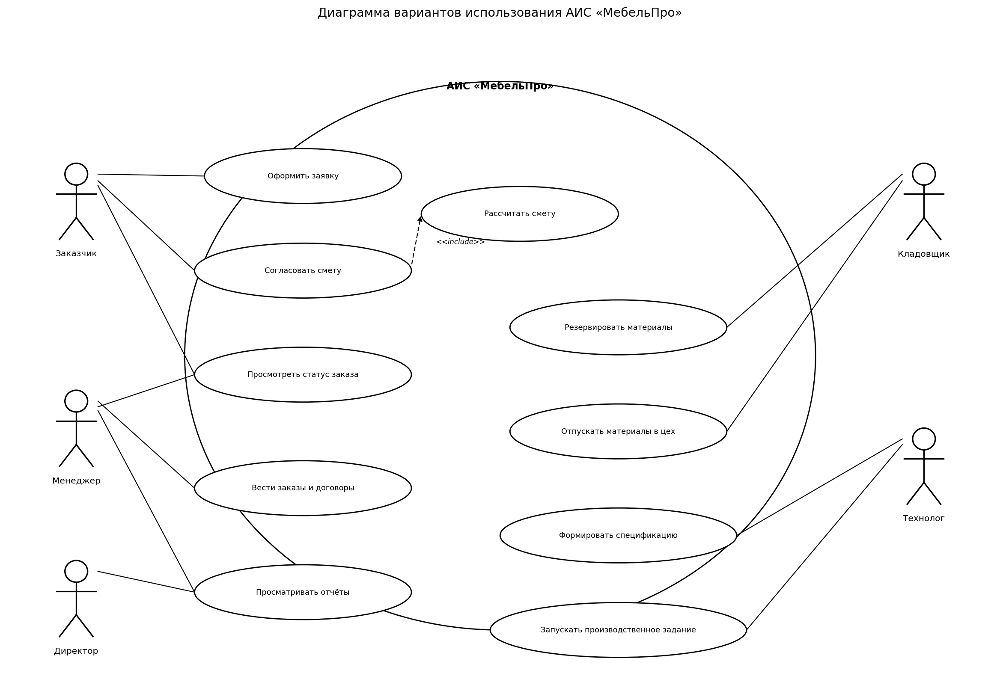 Диаграмма вариантов использования АИС «МебельПро»
АИС «МебельПро»
Оформить заявку
Рассчитать смету
<<include>>
Заказчик
Кладовщик
Согласовать смету
Резервировать материалы
Просмотреть статус заказа
Отпускать материалы в цех
Менеджер
Вести заказы и договоры
Технолог
Формировать спецификацию
Просматривать отчёты
Запускать производственное задание
Директор